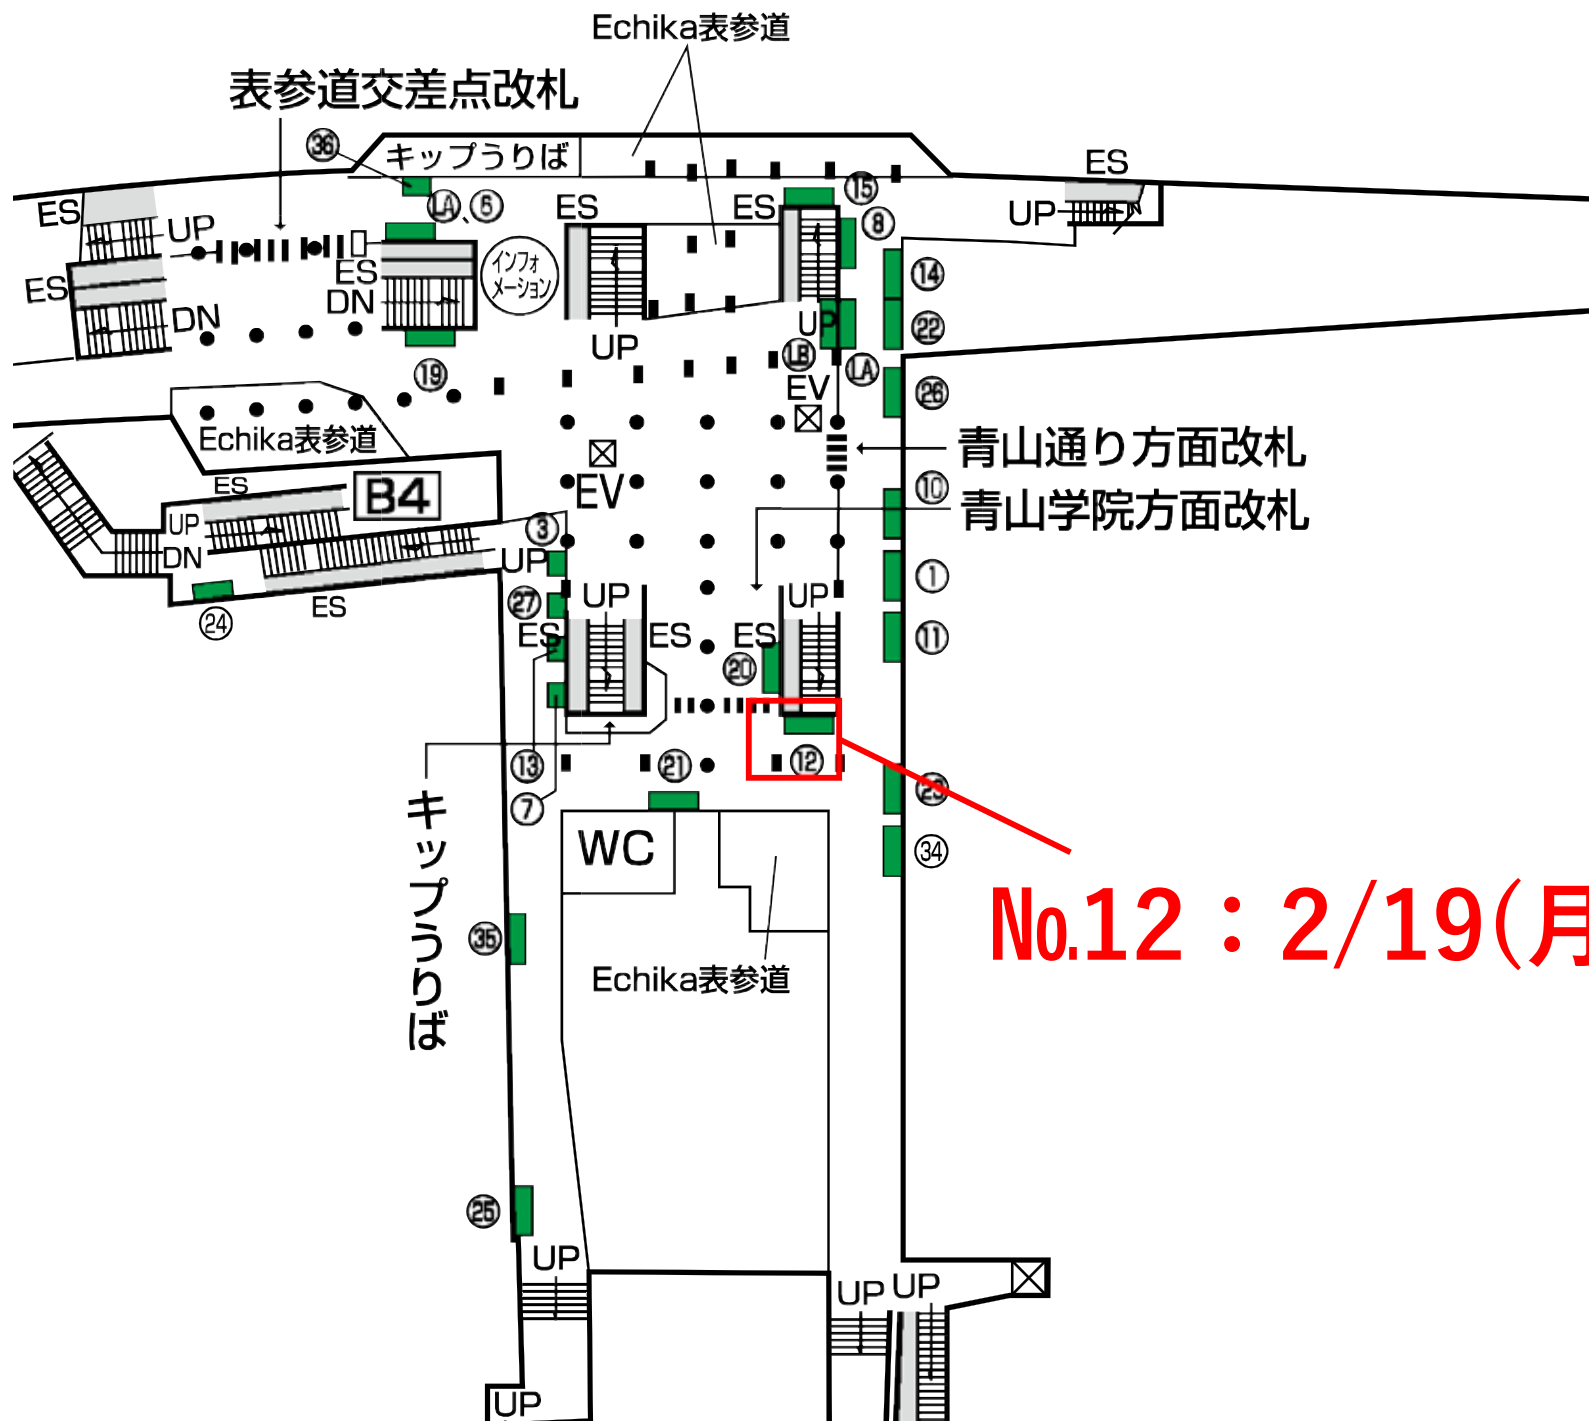 Echika表参道
表参道交差点改札
㊱
キップうりば
ES
⑮
ES
UP
LA、⑥
ES
ES
⑧
UP
ES
インフォ
メーション
⑭
ES
ES
DN
DN
UP
㉒
UP
LB
LA
⑲
EV
㉖
Echika表参道
青山通り方面改札
EV
ES
B4
⑩
青山学院方面改札
UP
③
DN
UP
①
ES
㉗
UP
UP
㉔
ES
ES
ES
⑪
⑳
⑬
㉑
⑫
㉓
⑦
キップうりば
WC
㉞
№.12：2/19(月
㉟
Echika表参道
㉕
UP
UP
UP
UP